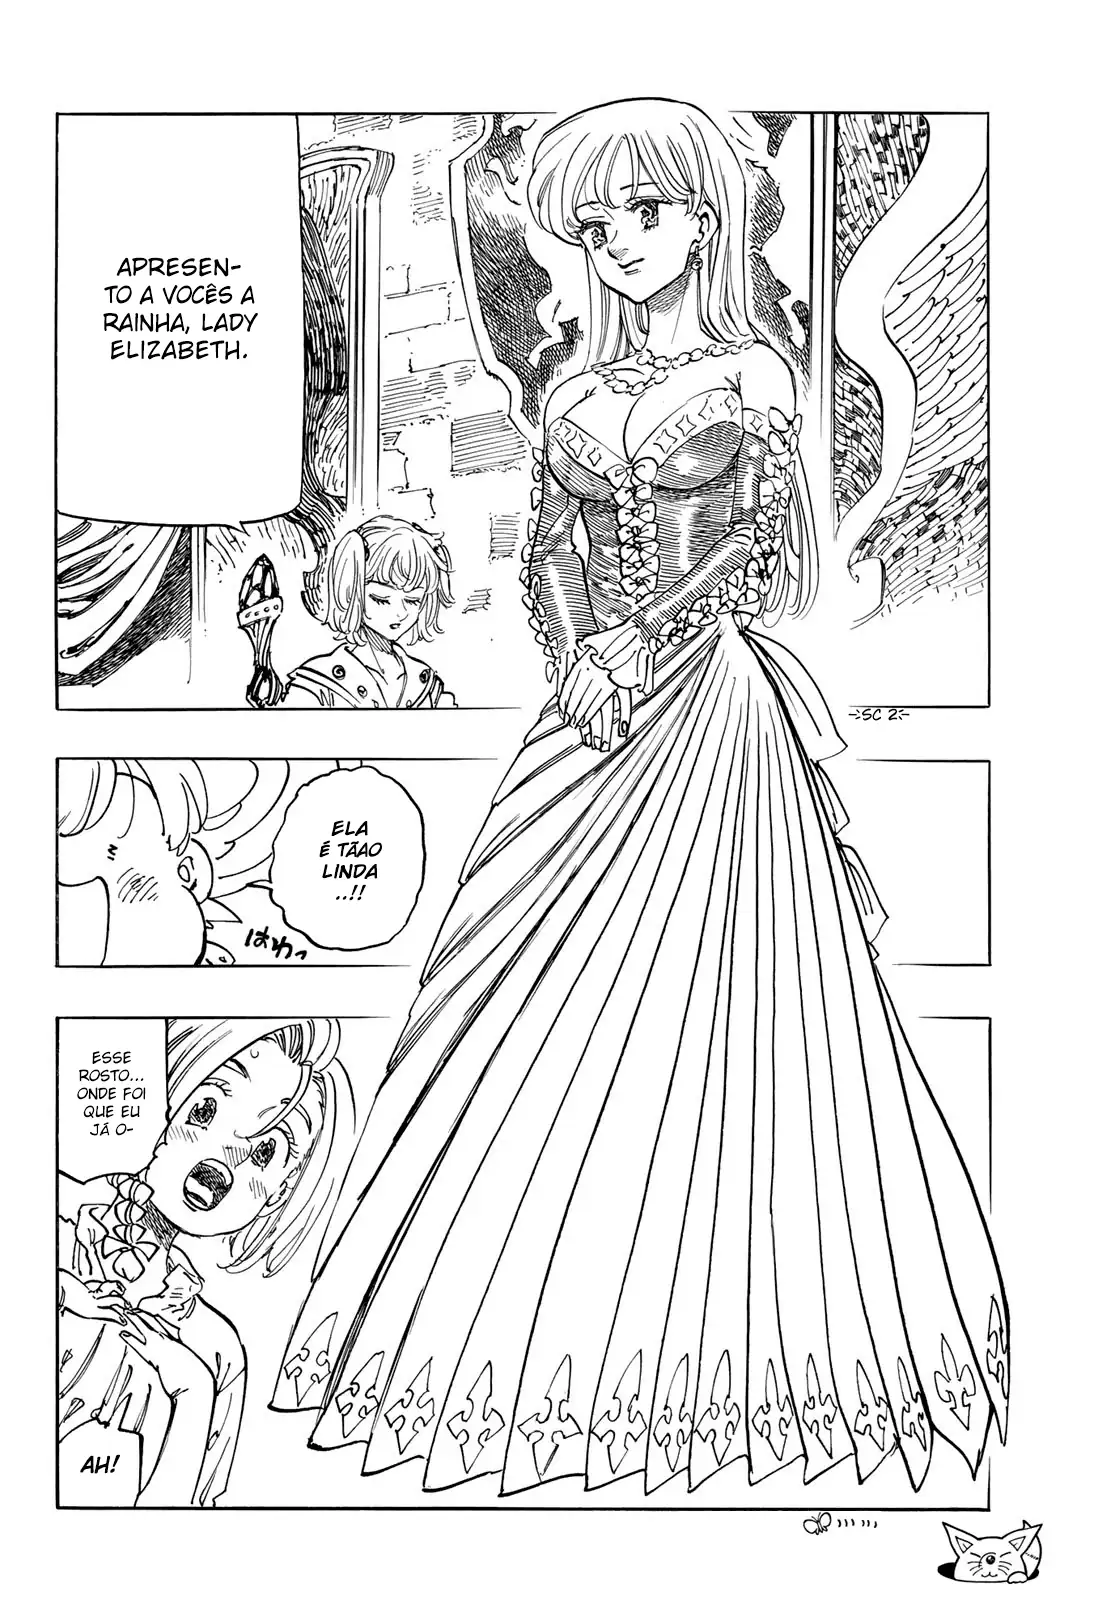 APRESEN-
TO A VOCÊS A
RAINHA, LADY
ELIZABETH.
SC 2
ELA
É TÃAO
LINDA
..!!
はわっ
ESSE
ROSTO...
ONDE FOI
QUE EU
JÁ O-
AH!